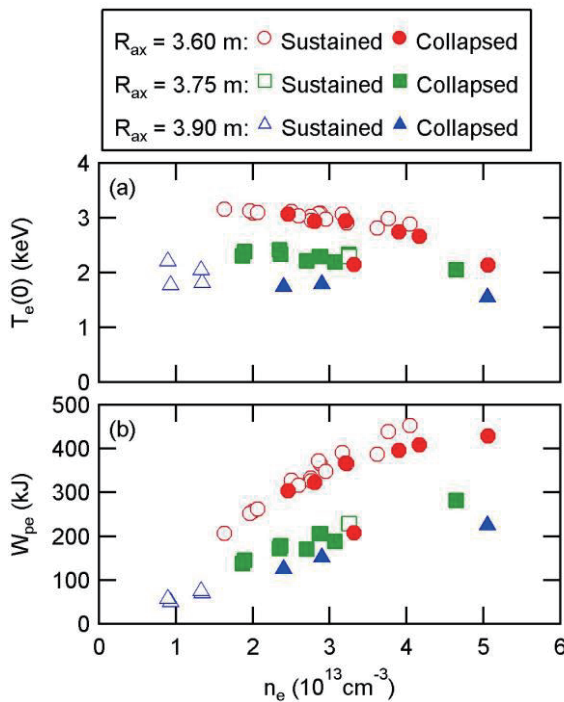 R_ax = 3.60 m: ○ Sustained ● Collapsed
R_ax = 3.75 m: □ Sustained ■ Collapsed
R_ax = 3.90 m: △ Sustained ▲ Collapsed
(a)
4
3
2
1
0
T_e(0) (keV)
(b)
500
400
300
200
100
0
W_pe (kJ)
0 1 2 3 4 5 6
n_e (10^13 cm^-3)